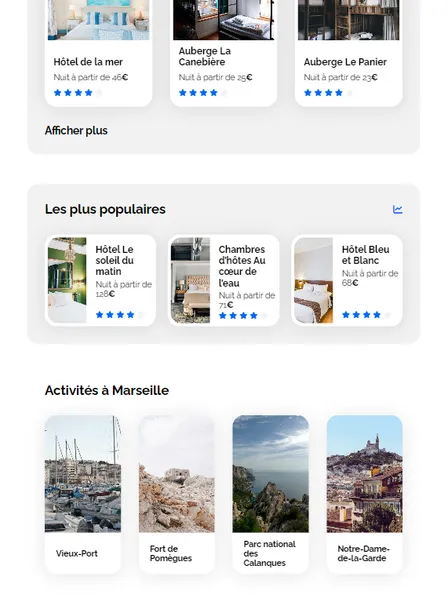 Hôtel de la mer
Nuit à partir de 46€
Auberge La
Canebière
Nuit à partir de 25€
Auberge Le Panier
Nuit à partir de 23€
Afficher plus
Les plus populaires
Hôtel Le
soleil du
matin
Nuit à partir de
128€
Chambres
d'hôtes Au
cœur de
l'eau
Nuit à partir de
71€
Hôtel Bleu
et Blanc
Nuit à partir de
68€
Activités à Marseille
Vieux-Port
Fort de
Pomègues
Parc national
des
Calanques
Notre-Dame-
de-la-Garde